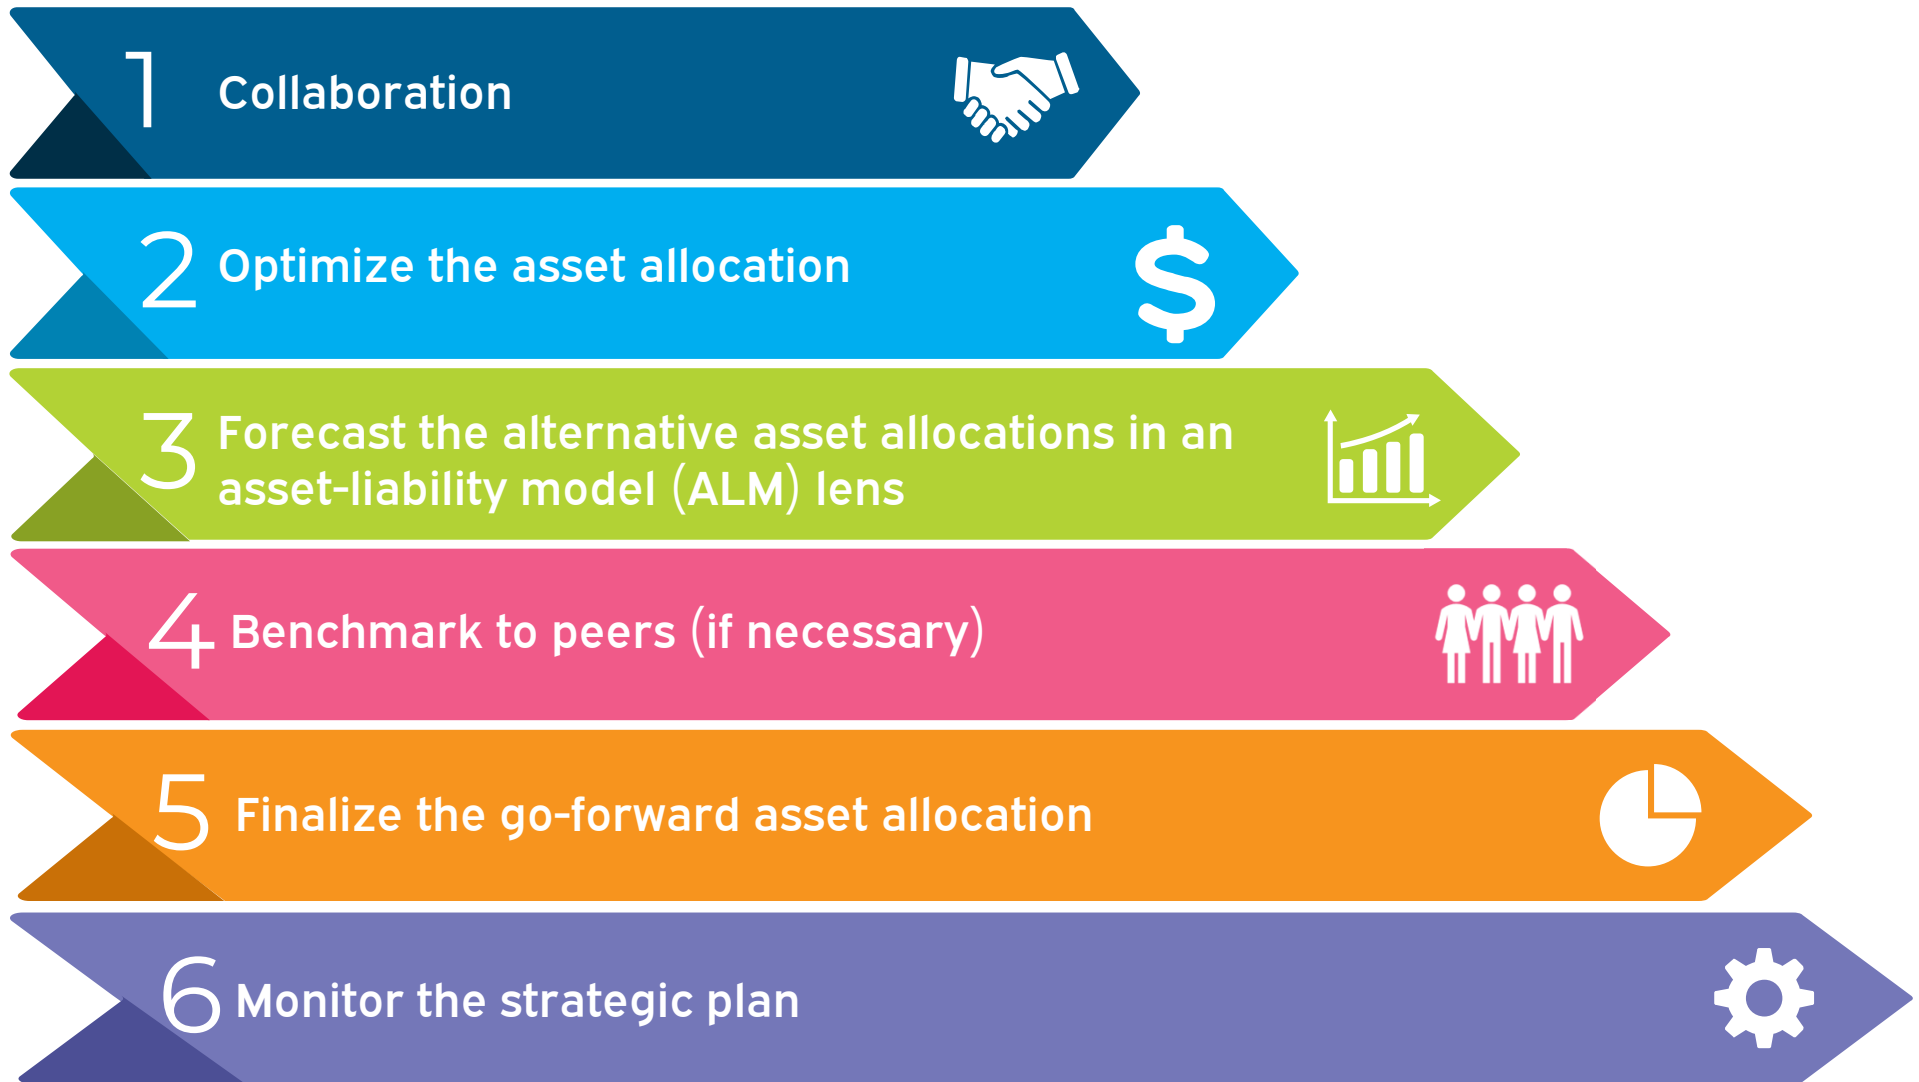 1 Collaboration
2 Optimize the asset allocation
3 Forecast the alternative asset allocations in an
asset-liability model (ALM) lens
4 Benchmark to peers (if necessary)
5 Finalize the go-forward asset allocation
6 Monitor the strategic plan